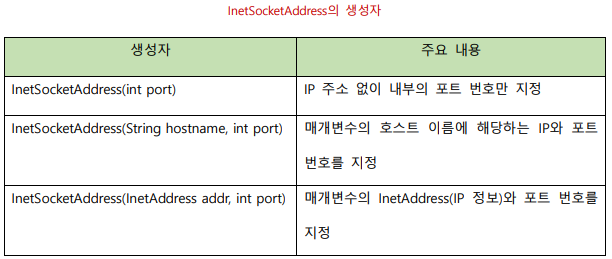 InetSocketAddress의 생성자
생성자 주요 내용
InetSocketAddress(int port) IP 주소 없이 내부의 포트 번호만 지정
InetSocketAddress(String hostname, int port) 매개변수의 호스트 이름에 해당하는 IP와 포트
번호를 지정
InetSocketAddress(InetAddress addr, int port) 매개변수의 InetAddress(IP 정보)와 포트 번호를
지정